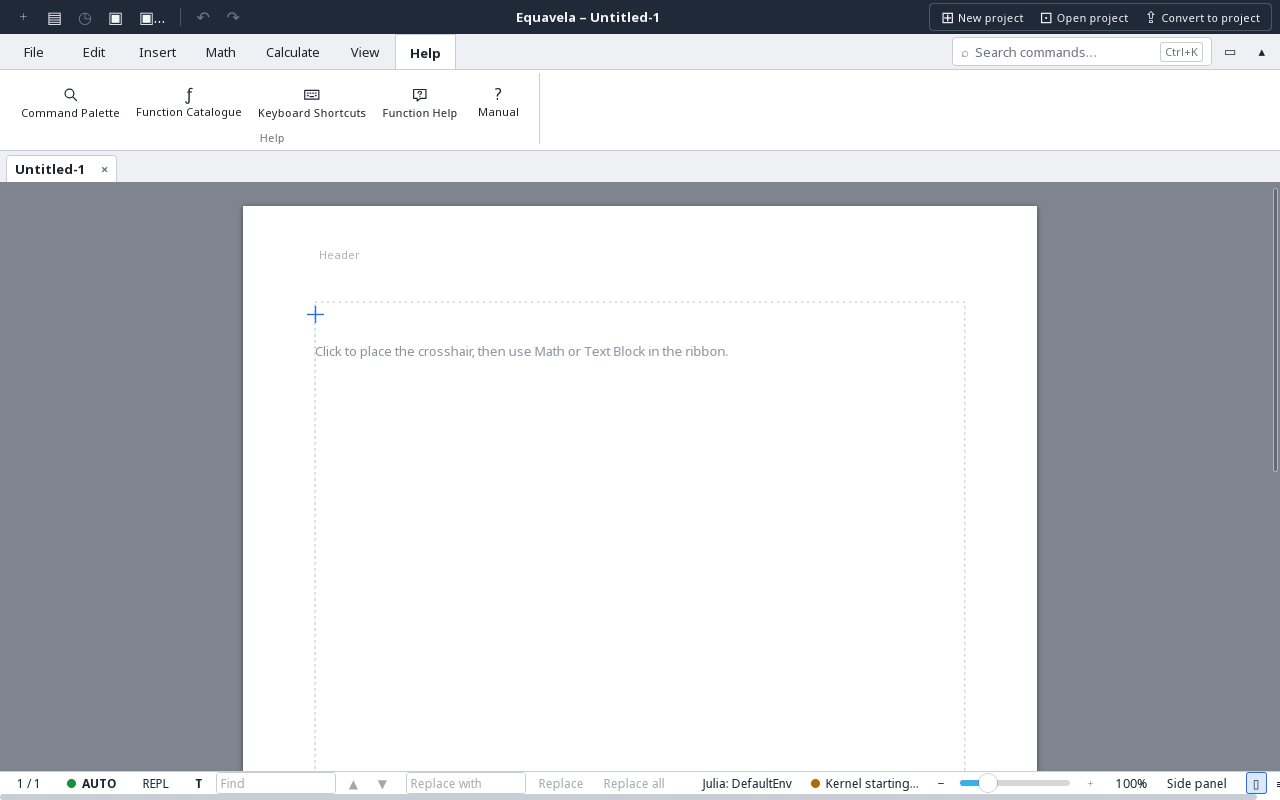 Equavela – Untitled-1
New project
Open project
Convert to project
File Edit Insert Math Calculate View Help
Search commands... Ctrl+K
Command Palette
Function Catalogue
Keyboard Shortcuts
Function Help
? Manual
Help
Untitled-1 ×
Header
Click to place the crosshair, then use Math or Text Block in the ribbon.
1 / 1 AUTO REPL T Find Replace with Replace Replace all Julia: DefaultEnv Kernel starting... − + 100% Side panel